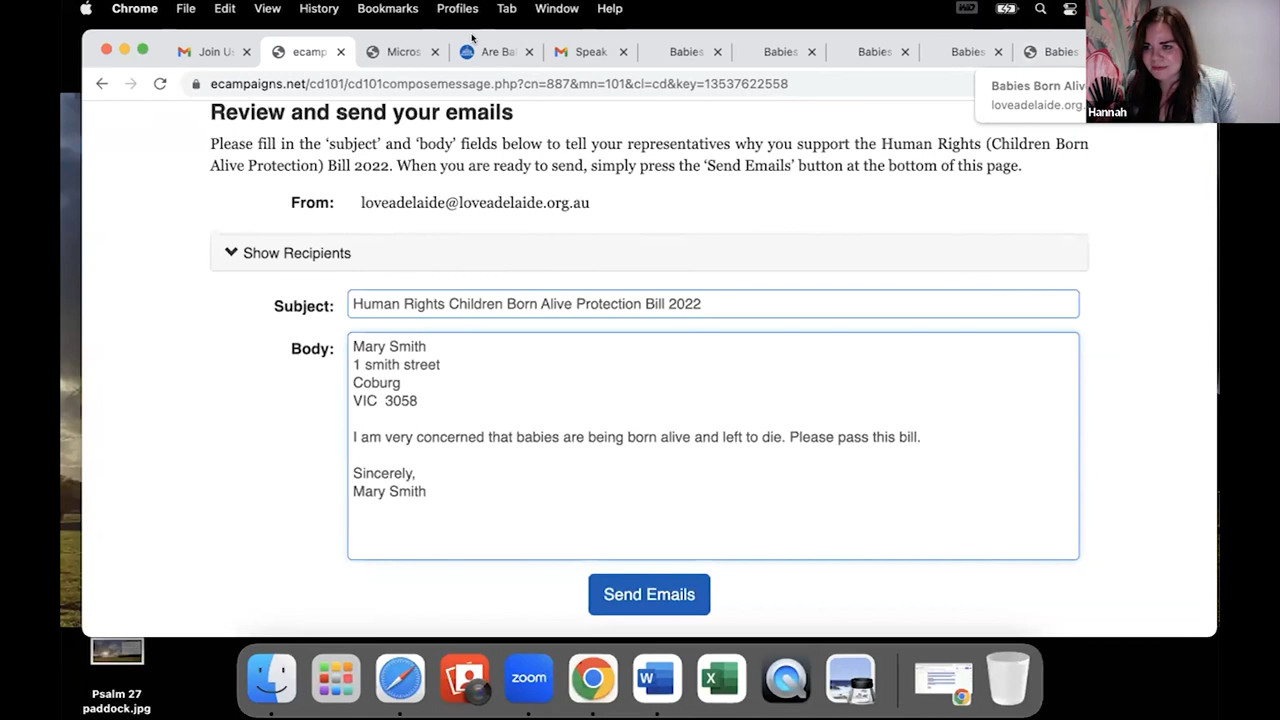 Chrome File Edit View History Bookmarks Profiles Tab Window Help
Join U
ecamp
Micros
Are Ba
Speak
Babies
Babies
Babies
Babies
Babies
ecampaigns.net/cd101/cd101composemessage.php?cn=887&mn=101&cl=cd&key=13537622558
Babies Born Aliv
loveadelaide.org.
Hannah
Review and send your emails
Please fill in the ‘subject’ and ‘body’ fields below to tell your representatives why you support the Human Rights (Children Born
Alive Protection) Bill 2022. When you are ready to send, simply press the ‘Send Emails’ button at the bottom of this page.
From: loveadelaide@loveadelaide.org.au
Show Recipients
Subject: Human Rights Children Born Alive Protection Bill 2022
Body: Mary Smith
1 smith street
Coburg
VIC 3058
I am very concerned that babies are being born alive and left to die. Please pass this bill.
Sincerely,
Mary Smith
Send Emails
zoom
Psalm 27
paddock.jpg